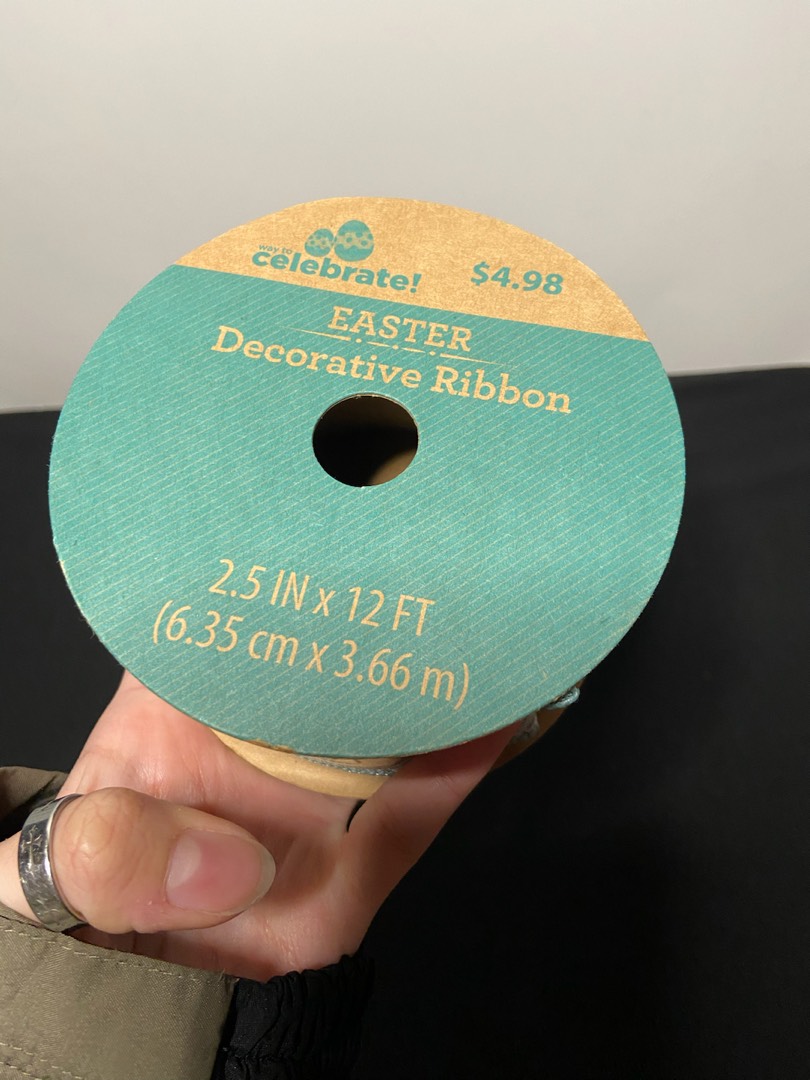 way to
celebrate!
$4.98
EASTER
Decorative Ribbon
2.5 IN x 12 FT
(6.35 cm x 3.66 m)